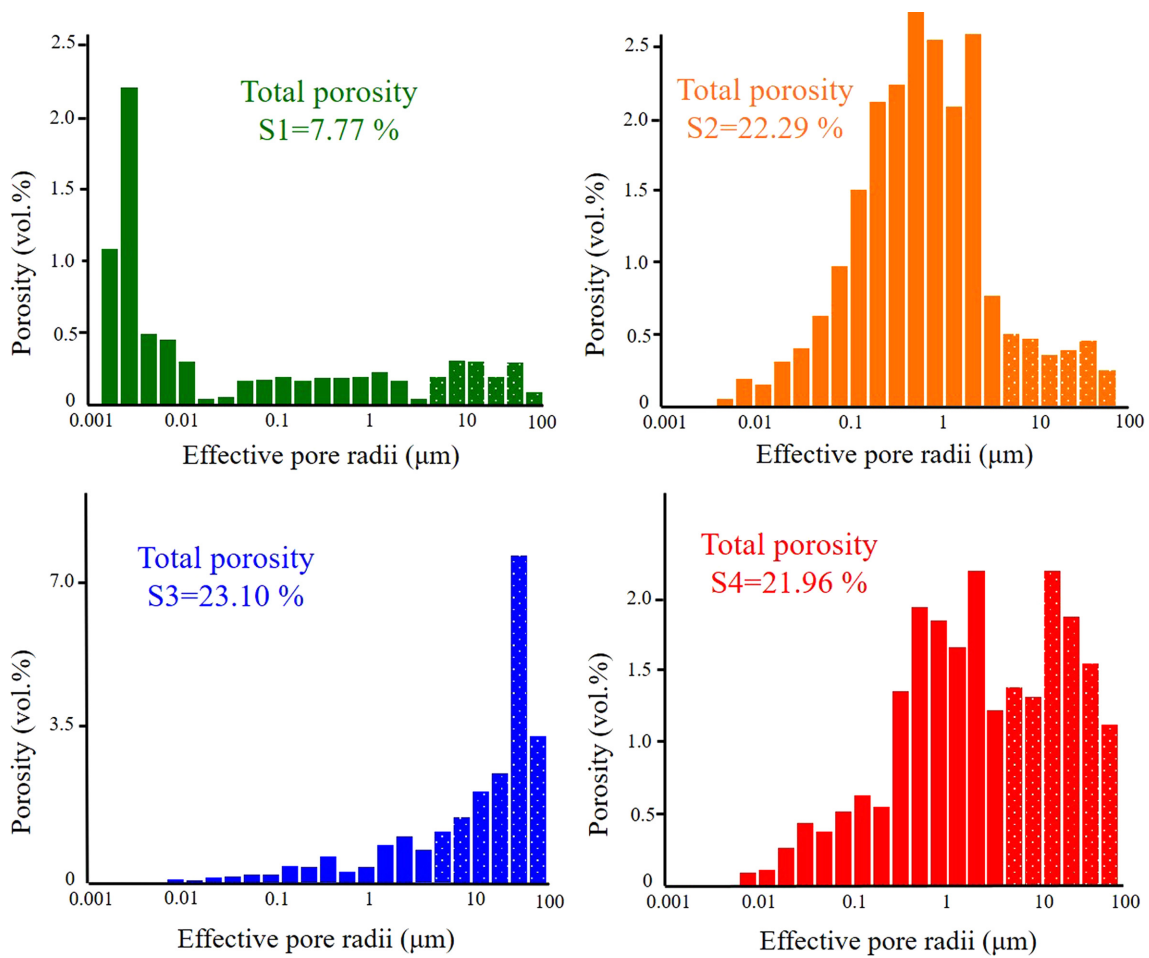 Total porosity
S1=7.77 %
Porosity (vol.%)
2.5
2.0
1.5
1.0
0.5
0
0.001 0.01 0.1 1 10 100
Effective pore radii (μm)
Total porosity
S2=22.29 %
Porosity (vol.%)
2.5
2.0
1.5
1.0
0.5
0
0.001 0.01 0.1 1 10 100
Effective pore radii (μm)
Total porosity
S3=23.10 %
Porosity (vol.%)
7.0
3.5
0
0.001 0.01 0.1 1 10 100
Effective pore radii (μm)
Total porosity
S4=21.96 %
Porosity (vol.%)
2.0
1.5
1.0
0.5
0
0.001 0.01 0.1 1 10 100
Effective pore radii (μm)